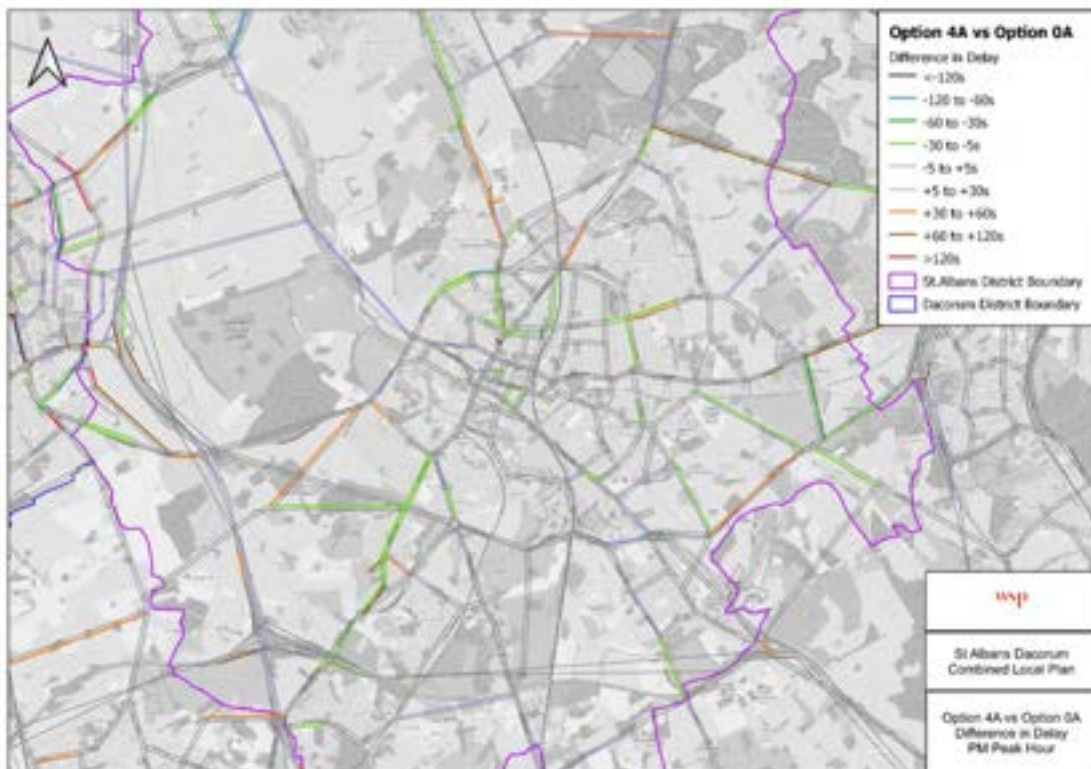 Option 4A vs Option 0A
Difference in Delay
<-120s
-120 to -60s
-60 to -30s
-30 to -5s
-5 to +5s
+5 to +30s
+30 to +60s
+60 to +120s
>120s
St Albans District Boundary
Dacorum District Boundary
wsp
St Albans Dacorum
Combined Local Plan
Option 4A vs Option 0A
Difference in Delay
PM Peak Hour